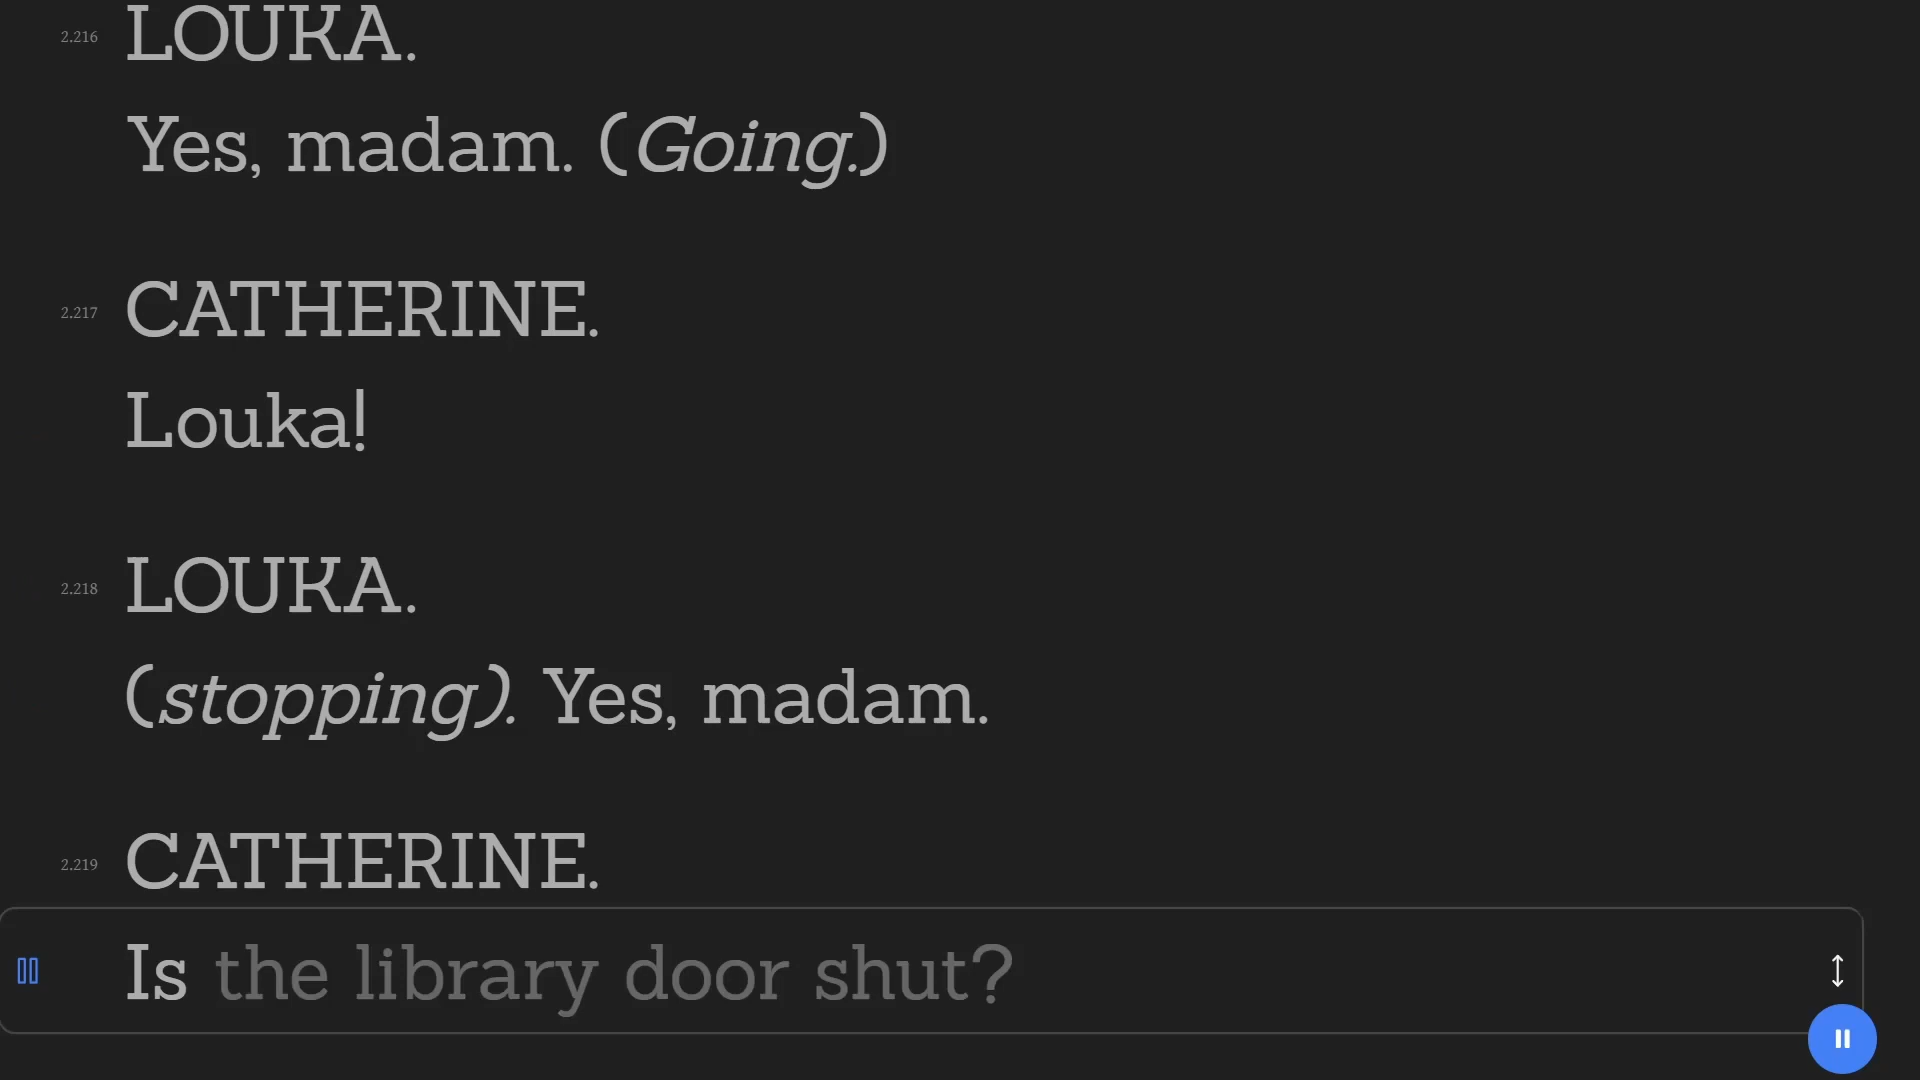 2.216 LOUKA.
Yes, madam. (Going.)
2.217 CATHERINE.
Louka!
2.218 LOUKA.
(stopping). Yes, madam.
2.219 CATHERINE.
Is the library door shut?